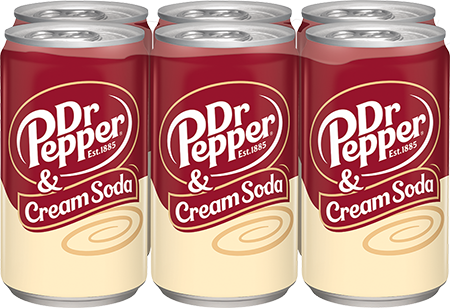 Dr
Pepper®
Est.1885
&
Cream Soda
Dr
Pepper®
Est.1885
&
Cream Soda
Dr
Pepper®
Est.1885
&
Cream Soda